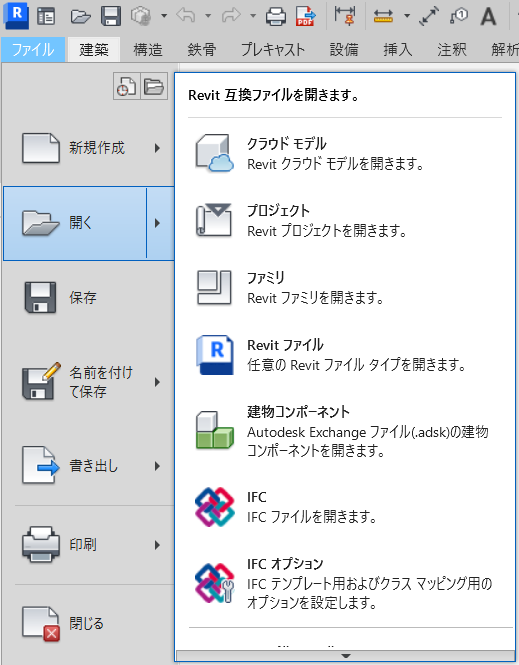 R
PDF
A
ファイル
建築
構造
鉄骨
プレキャスト
設備
挿入
注釈
解析
Revit 互換ファイルを開きます。
新規作成
開く
保存
名前を付け
て保存
書き出し
印刷
閉じる
クラウド モデル
Revit クラウド モデルを開きます。
プロジェクト
Revit プロジェクトを開きます。
ファミリ
Revit ファミリを開きます。
R
Revit ファイル
任意の Revit ファイル タイプを開きます。
建物コンポーネント
Autodesk Exchange ファイル(.adsk)の建物
コンポーネントを開きます。
IFC
IFC ファイルを開きます。
IFC オプション
IFC テンプレート用およびクラス マッピング用の
オプションを設定します。